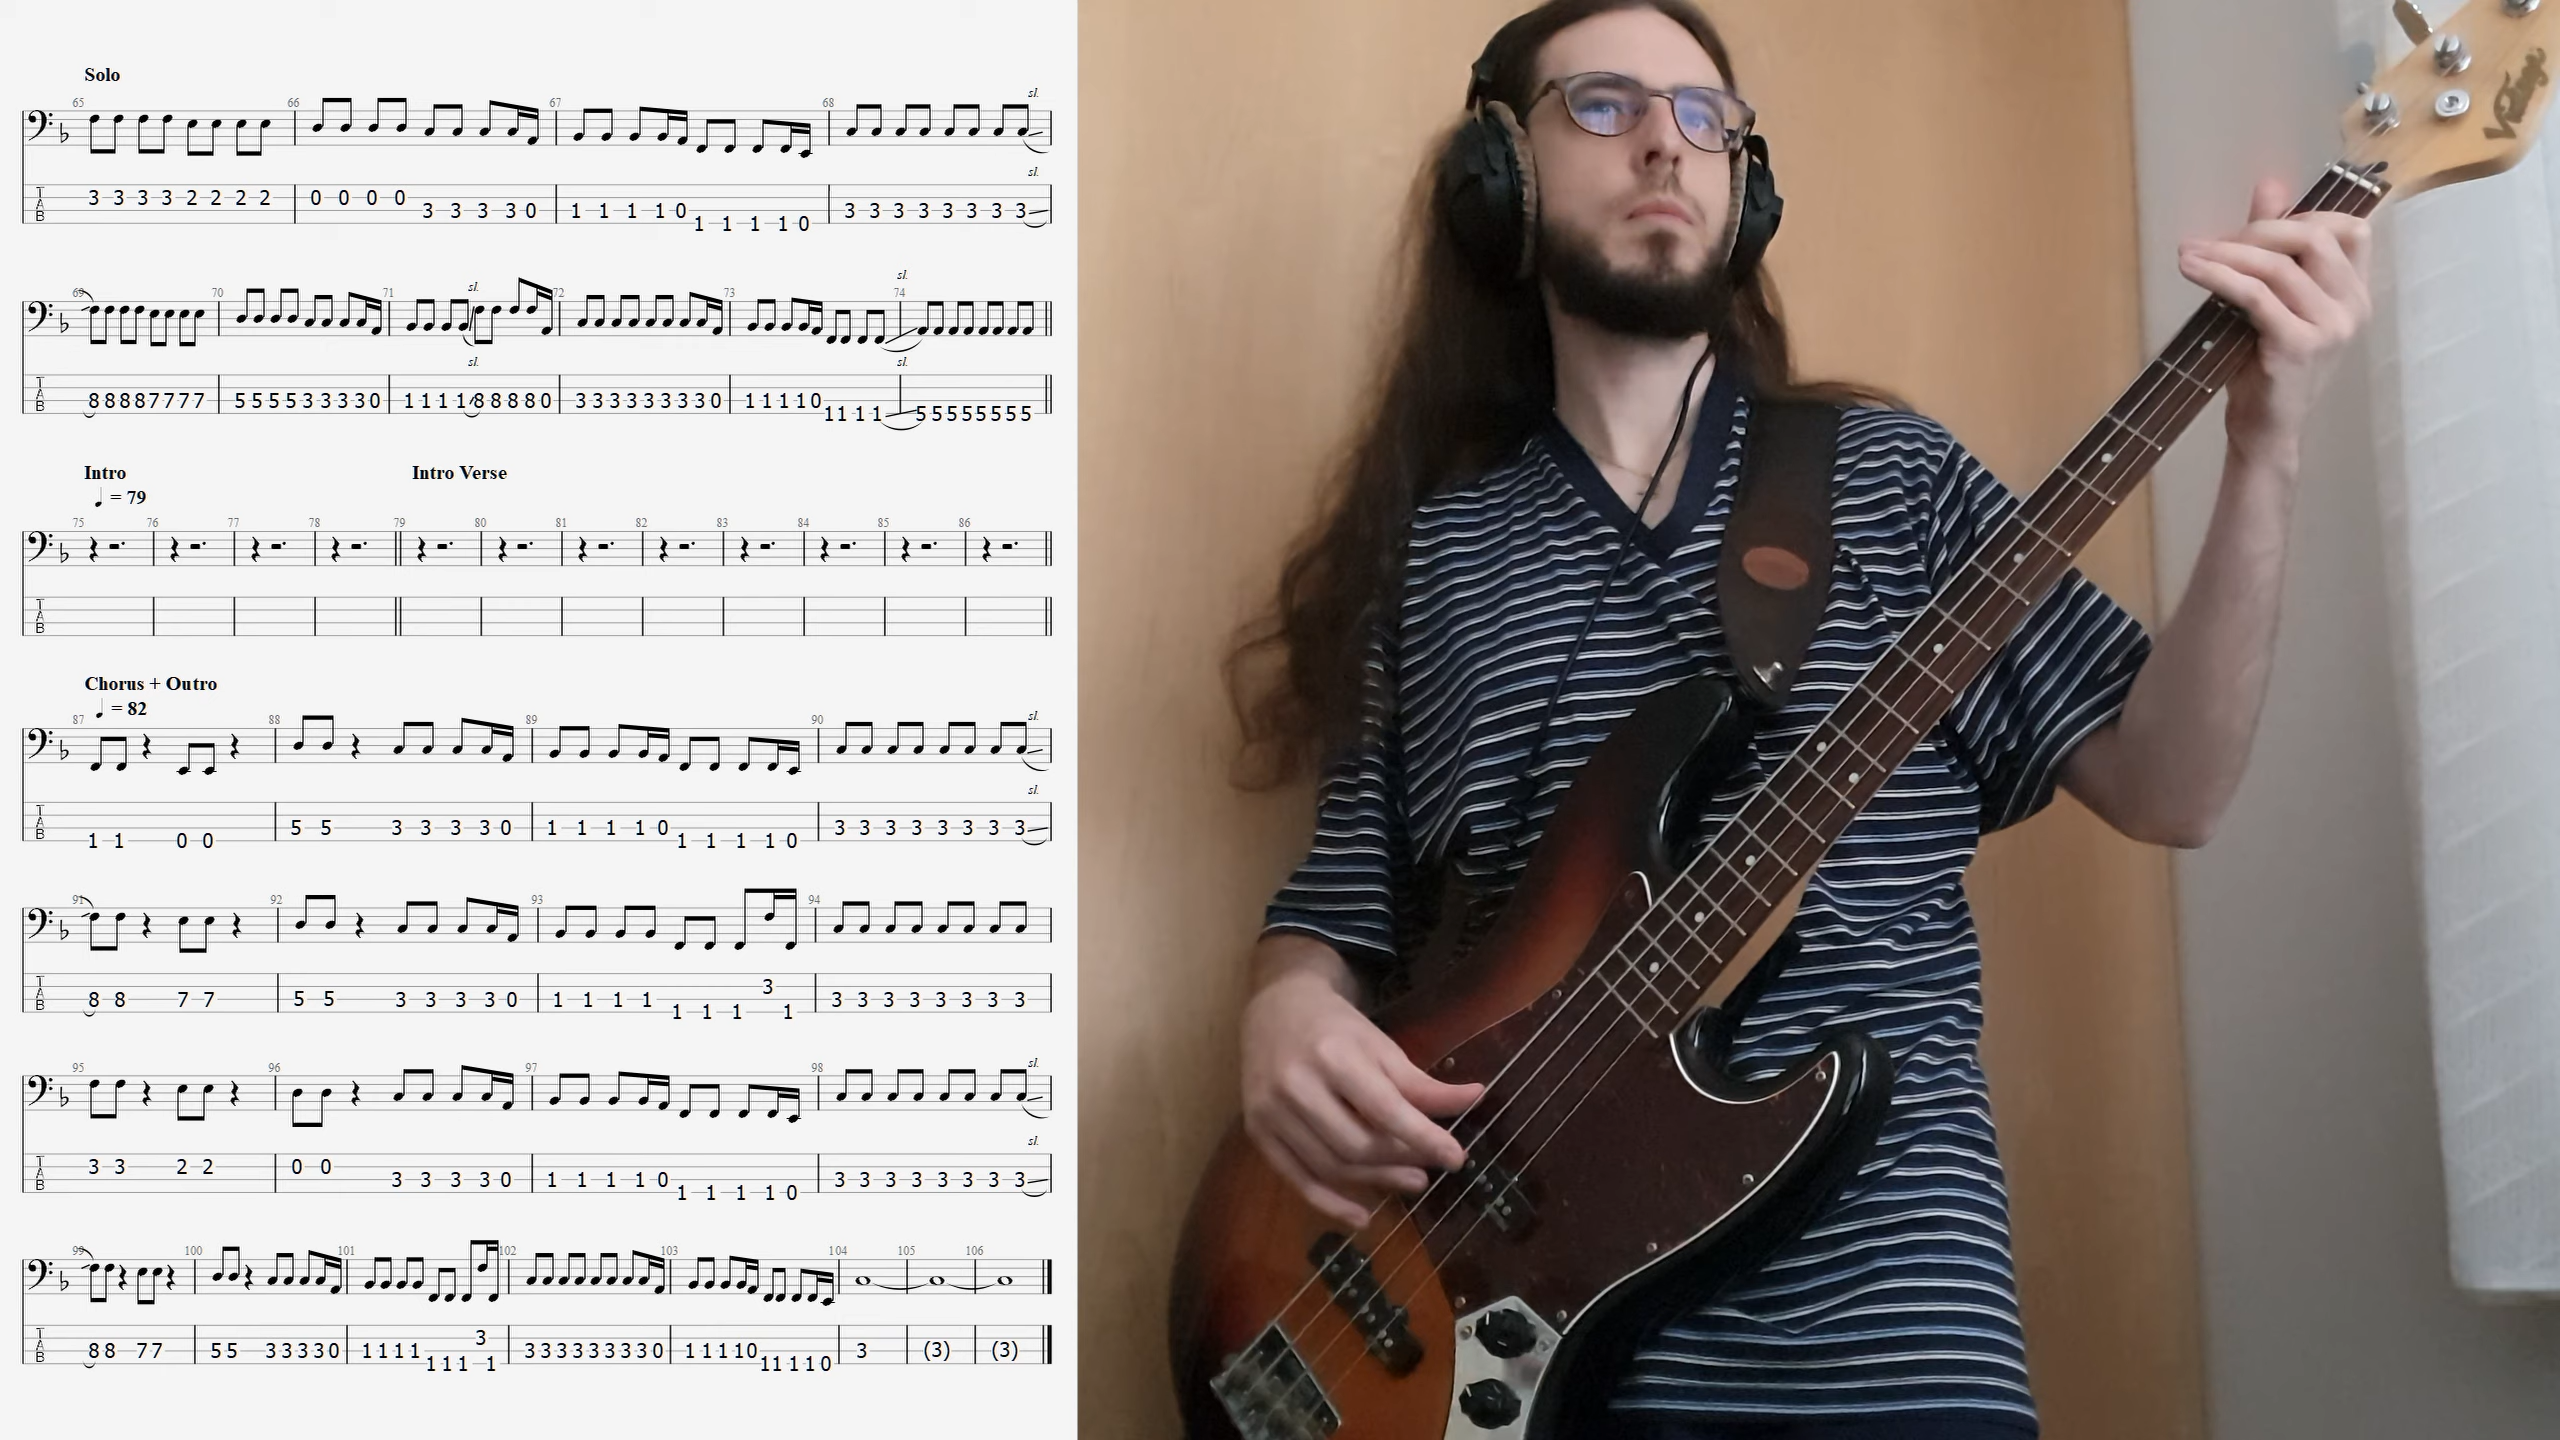 Solo
65 66 67 68 sl.
sl.
T A B 3 3 3 3 2 2 2 2 0 0 0 0 3 3 3 3 0 1 1 1 1 0 1 1 1 1 0 3 3 3 3 3 3 3 3
69 70 71 sl. 72 73 sl. 74
sl. sl.
T A B 8 8 8 8 7 7 7 7 5 5 5 5 3 3 3 3 0 1 1 1 1 8 8 8 8 0 3 3 3 3 3 3 3 3 0 1 1 1 1 0 1 1 1 1 5 5 5 5 5 5 5 5
Intro Intro Verse
♩ = 79
75 76 77 78 79 80 81 82 83 84 85 86
T A B
Chorus + Outro
♩ = 82
87 88 89 90 sl.
sl.
T A B 1 1 0 0 5 5 3 3 3 3 0 1 1 1 1 0 1 1 1 1 0 3 3 3 3 3 3 3 3
91 92 93 94
T A B 8 8 7 7 5 5 3 3 3 3 0 1 1 1 1 1 1 1 3 1 3 3 3 3 3 3 3 3
95 96 97 98 sl.
sl.
T A B 3 3 2 2 0 0 3 3 3 3 0 1 1 1 1 0 1 1 1 1 0 3 3 3 3 3 3 3 3
99 100 101 102 103 104 105 106
T A B 8 8 7 7 5 5 3 3 3 3 0 1 1 1 1 1 1 1 3 1 3 3 3 3 3 3 3 3 0 1 1 1 1 0 1 1 1 1 0 3 (3) (3)
Vintage